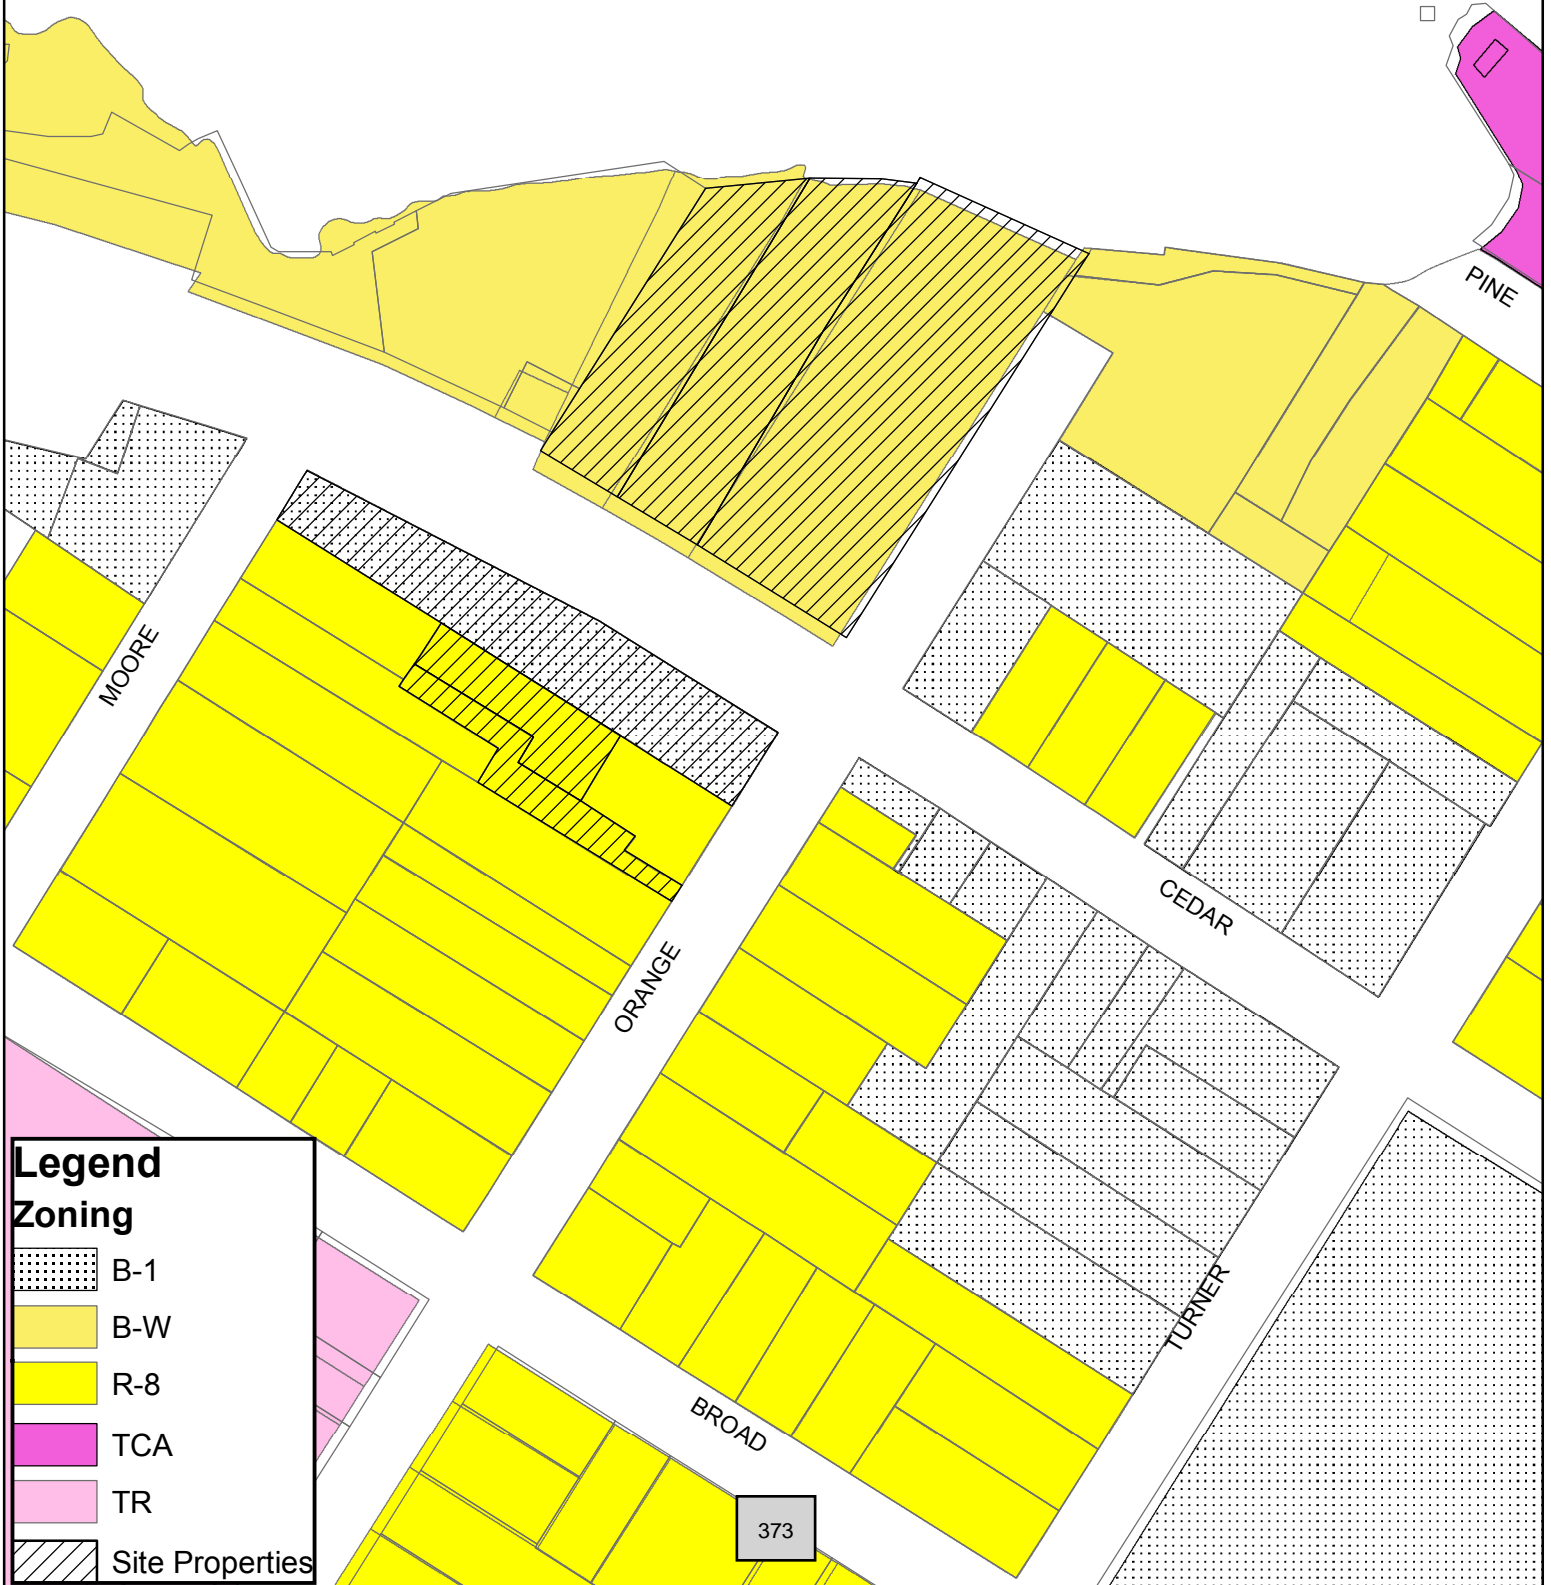 PINE
MOORE
CEDAR
ORANGE
TURNER
BROAD
373
Legend
Zoning
B-1
B-W
R-8
TCA
TR
Site Properties